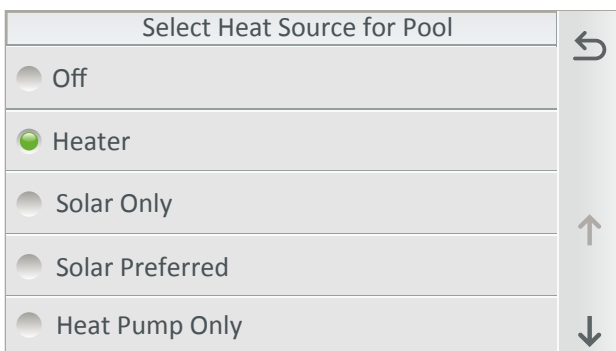 Select Heat Source for Pool
Off
Heater
Solar Only
Solar Preferred
Heat Pump Only